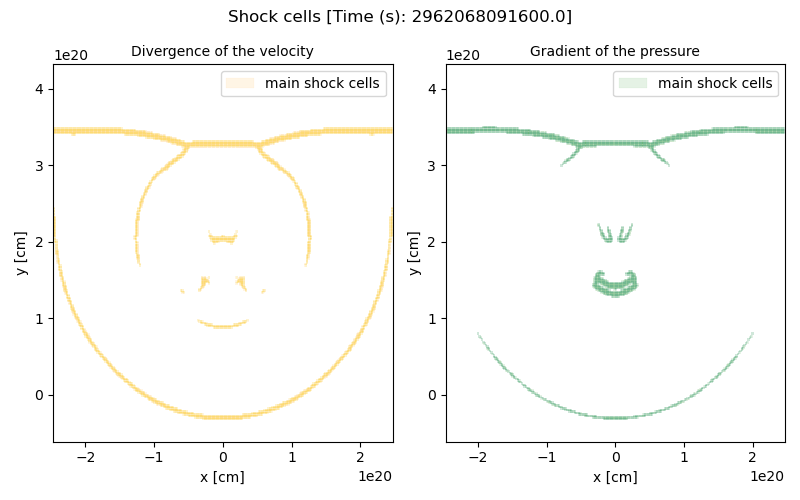 Shock cells [Time (s): 2962068091600.0]
Divergence of the velocity
1e20
main shock cells
y [cm]
4
3
2
1
0
−2
−1
0
1
2
x [cm]
1e20
Gradient of the pressure
1e20
main shock cells
y [cm]
4
3
2
1
0
−2
−1
0
1
2
x [cm]
1e20